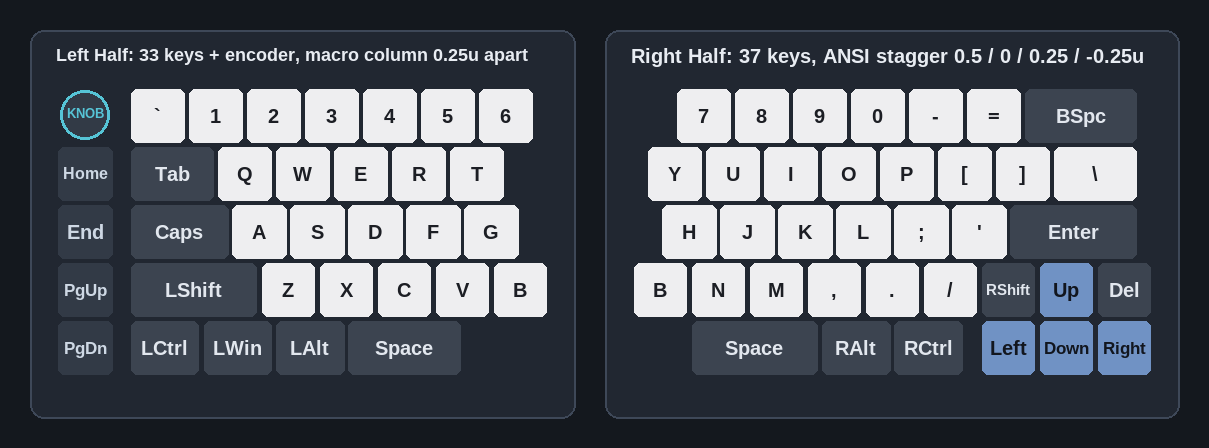 Left Half: 33 keys + encoder, macro column 0.25u apart
KNOB ` 1 2 3 4 5 6
Home Tab Q W E R T
End Caps A S D F G
PgUp LShift Z X C V B
PgDn LCtrl LWin LAlt Space
Right Half: 37 keys, ANSI stagger 0.5 / 0 / 0.25 / -0.25u
7 8 9 0 - = BSpc
Y U I O P [ ] \
H J K L ; ' Enter
B N M , . / RShift Up Del
Space RAlt RCtrl Left Down Right